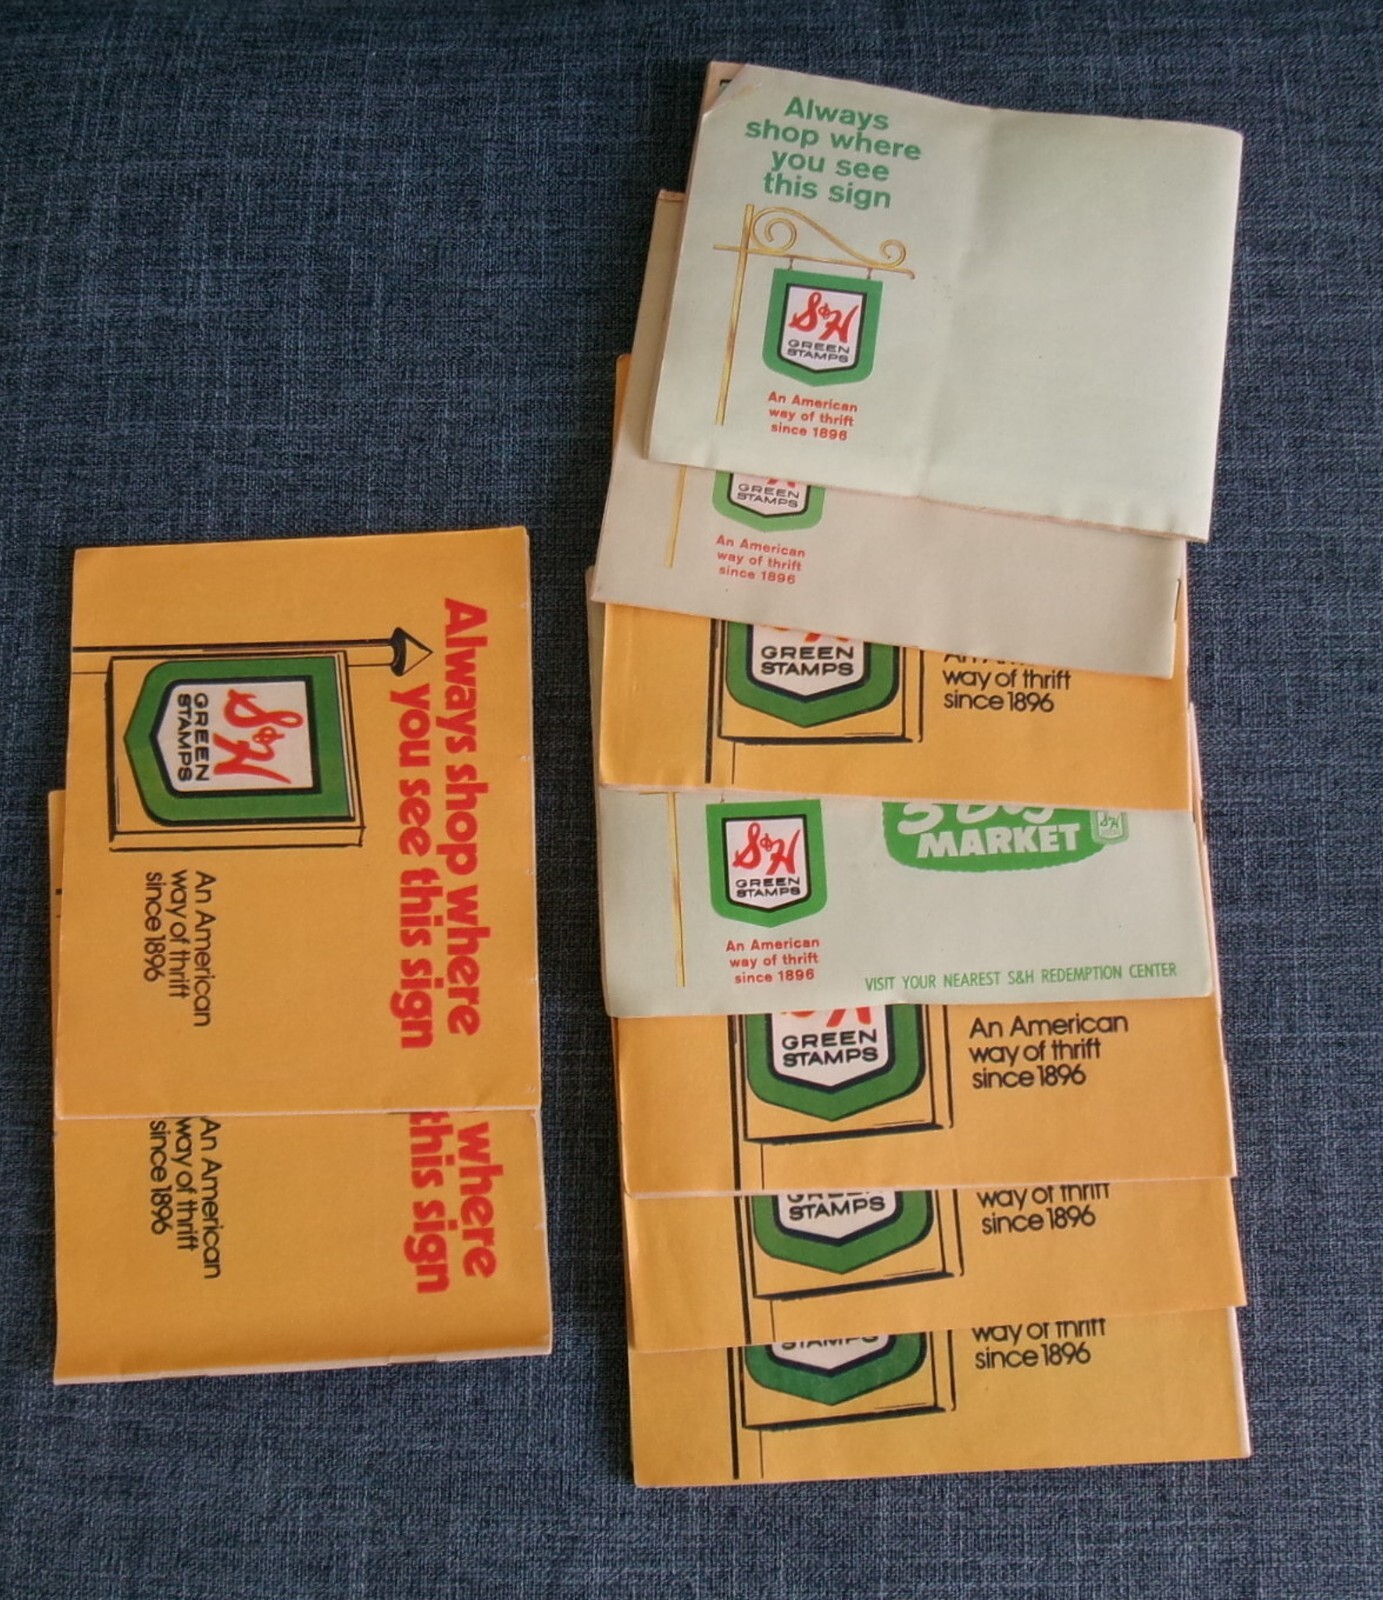 Always
shop where
you see
this sign
S&H
GREEN
STAMPS
An American
way of thrift
since 1896
GREEN
STAMPS
An American
way of thrift
since 1896
GREEN
STAMPS
way of thrift
since 1896
S&H
GREEN
STAMPS
MARKET
S&H
An American
way of thrift
since 1896
VISIT YOUR NEAREST S&H REDEMPTION CENTER
GREEN
STAMPS
An American
way of thrift
since 1896
STAMPS
way of thrift
since 1896
STAMPS
way of thrift
since 1896
Always shop where
you see this sign
S&H
GREEN
STAMPS
An American
way of thrift
since 1896
where
this sign
An American
way of thrift
since 1896